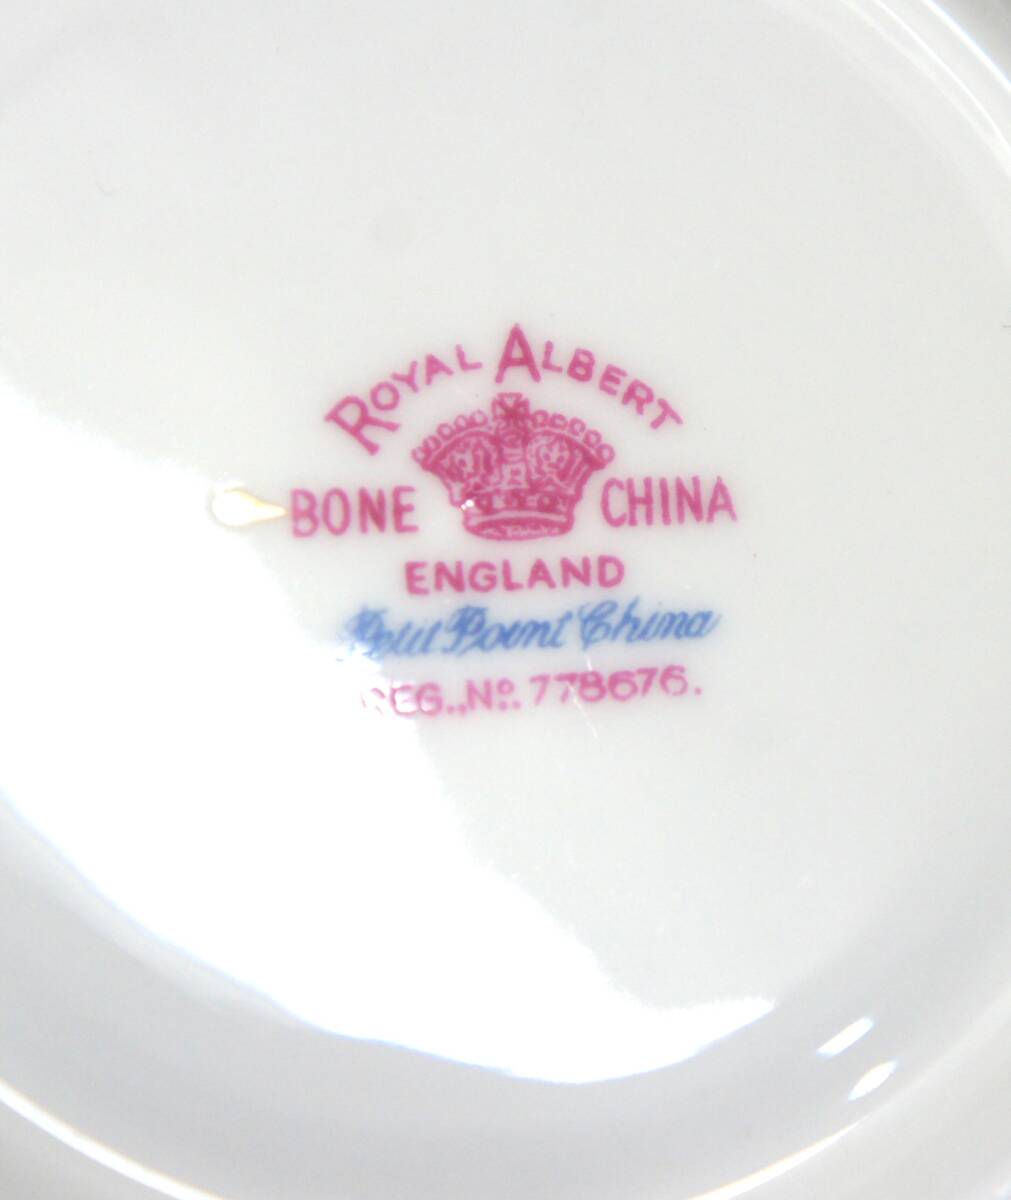 ROYAL ALBERT
BONE CHINA
ENGLAND
Petit Point China
REG., No. 778676.